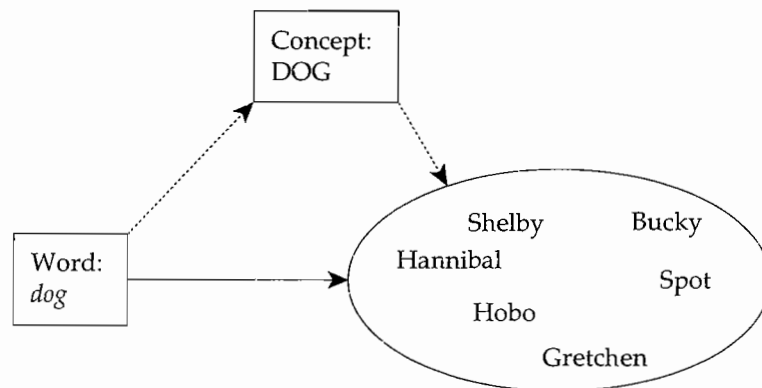 Concept:
DOG
Shelby
Bucky
Word:
dog
Hannibal
Spot
Hobo
Gretchen